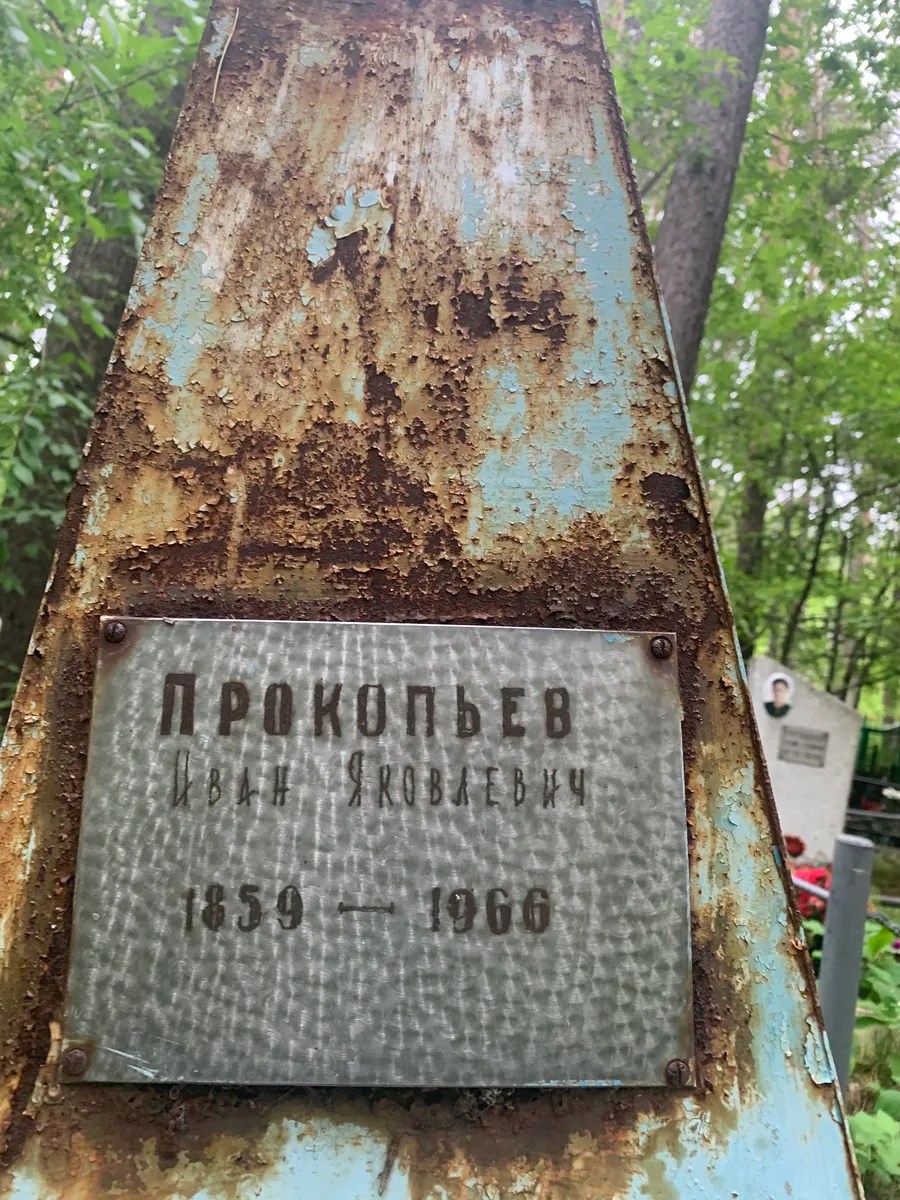 Прокопьев
Иван Яковлевич
1859 — 1966